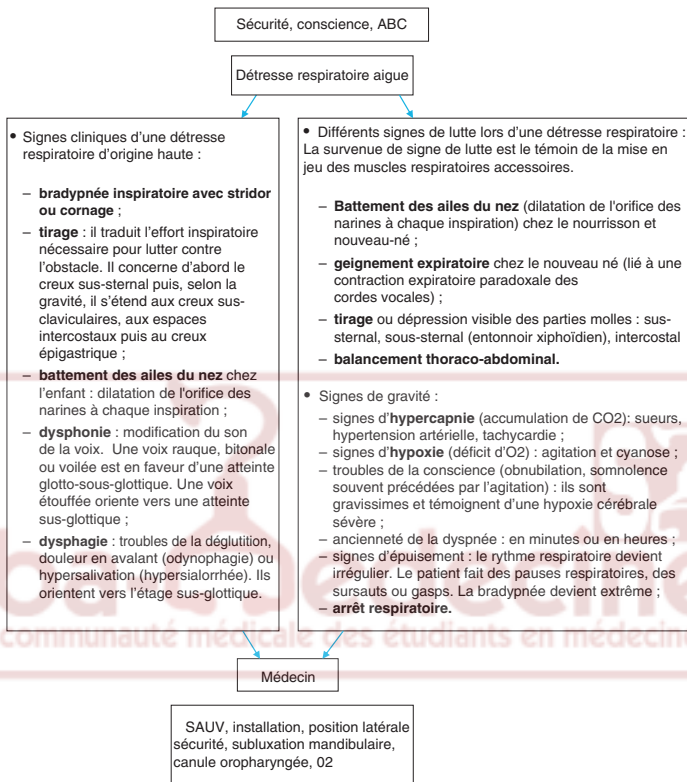 Sécurité, conscience, ABC
Détresse respiratoire aigue
• Signes cliniques d'une détresse
respiratoire d'origine haute :
– bradypnée inspiratoire avec stridor
ou cornage ;
– tirage : il traduit l'effort inspiratoire
nécessaire pour lutter contre
l'obstacle. Il concerne d'abord le
creux sus-sternal puis, selon la
gravité, il s'étend aux creux sus-
claviculaires, aux espaces
intercostaux puis au creux
épigastrique ;
– battement des ailes du nez chez
l'enfant : dilatation de l'orifice des
narines à chaque inspiration ;
– dysphonie : modification du son
de la voix. Une voix rauque, bitonale
ou voilée est en faveur d'une atteinte
glotto-sous-glottique. Une voix
étouffée oriente vers une atteinte
sus-glottique ;
– dysphagie : troubles de la déglutition,
douleur en avalant (odynophagie) ou
hypersalivation (hypersialorrhée). Ils
orientent vers l'étage sus-glottique.
• Différents signes de lutte lors d'une détresse respiratoire :
La survenue de signe de lutte est le témoin de la mise en
jeu des muscles respiratoires accessoires.
– Battement des ailes du nez (dilatation de l'orifice des
narines à chaque inspiration) chez le nourrisson et
nouveau-né ;
– geignement expiratoire chez le nouveau né (lié à une
contraction expiratoire paradoxale des
cordes vocales) ;
– tirage ou dépression visible des parties molles : sus-
sternal, sous-sternal (entonnoir xiphoïdien), intercostal
– balancement thoraco-abdominal.
• Signes de gravité :
– signes d'hypercapnie (accumulation de CO2): sueurs,
hypertension artérielle, tachycardie ;
– signes d'hypoxie (déficit d'O2) : agitation et cyanose ;
– troubles de la conscience (obnubilation, somnolence
souvent précédées par l'agitation) : ils sont
gravissimes et témoignent d'une hypoxie cérébrale
sévère ;
– ancienneté de la dyspnée : en minutes ou en heures ;
– signes d'épuisement : le rythme respiratoire devient
irrégulier. Le patient fait des pauses respiratoires, des
sursauts ou gasps. La bradypnée devient extrême ;
– arrêt respiratoire.
communauté médicale des étudiants en médecine
Médecin
SAUV, installation, position latérale
sécurité, subluxation mandibulaire,
canule oropharyngée, 02